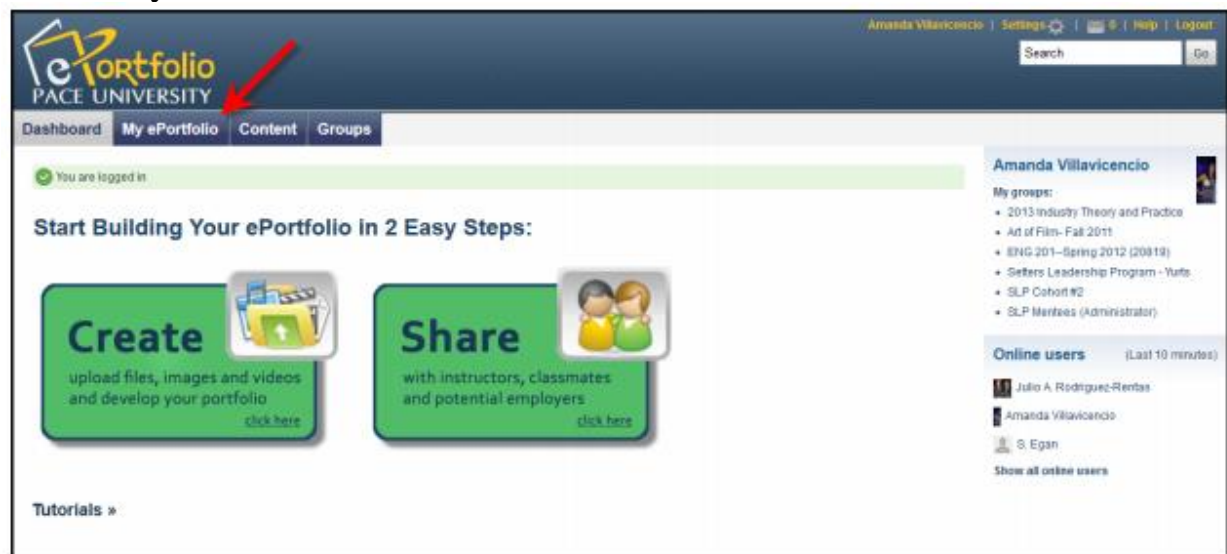 Amanda Villavicencio | Settings | 0 | Help | Logout
Search Go
ePortfolio
PACE UNIVERSITY
Dashboard My ePortfolio Content Groups
You are logged in
Start Building Your ePortfolio in 2 Easy Steps:
Create
upload files, images and videos
and develop your portfolio
click here
Share
with instructors, classmates
and potential employers
click here
Tutorials »
Amanda Villavicencio
My groups:
• 2013 Industry Theory and Practice
• Art of Film- Fall 2011
• ENG 201--Spring 2012 (20819)
• Setters Leadership Program - Yurts
• SLP Cohort #2
• SLP Mentees (Administrator)
Online users (Last 10 minutes)
Julio A. Rodriguez-Rentas
Amanda Villavicencio
S. Egan
Show all online users